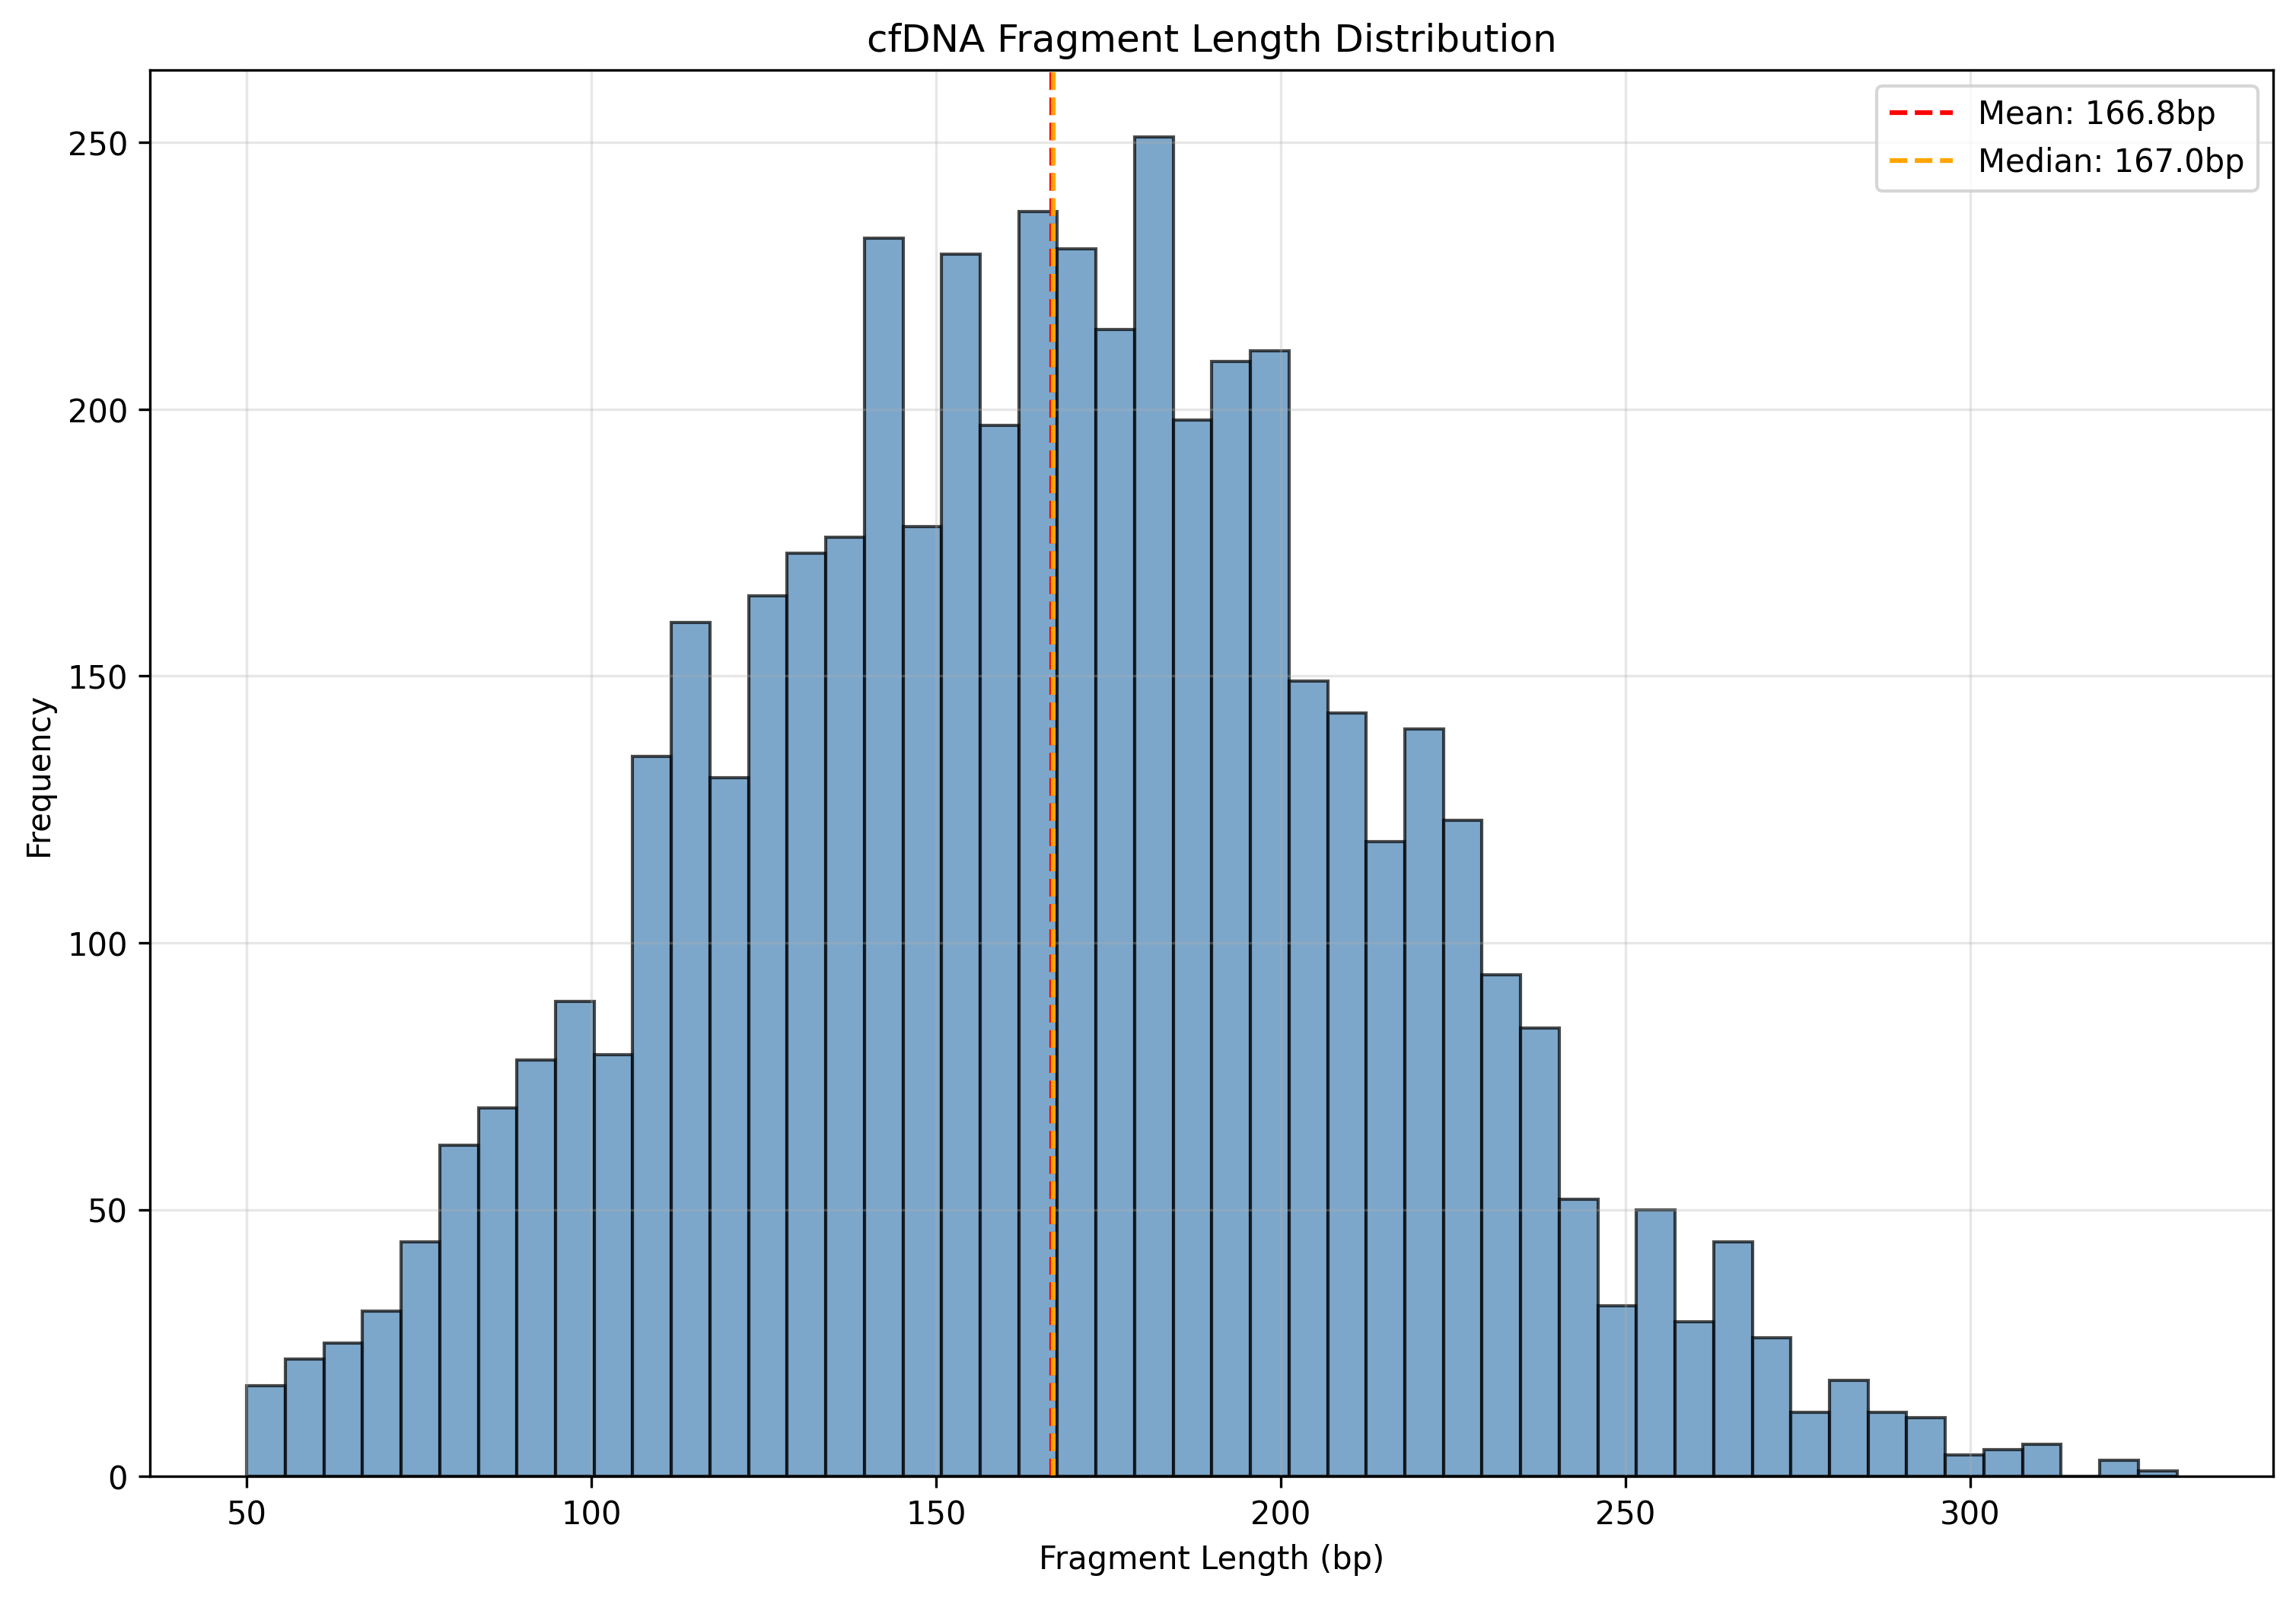 cfDNA Fragment Length Distribution
Mean: 166.8bp
Median: 167.0bp
250
200
150
100
50
0
Frequency
50 100 150 200 250 300
Fragment Length (bp)